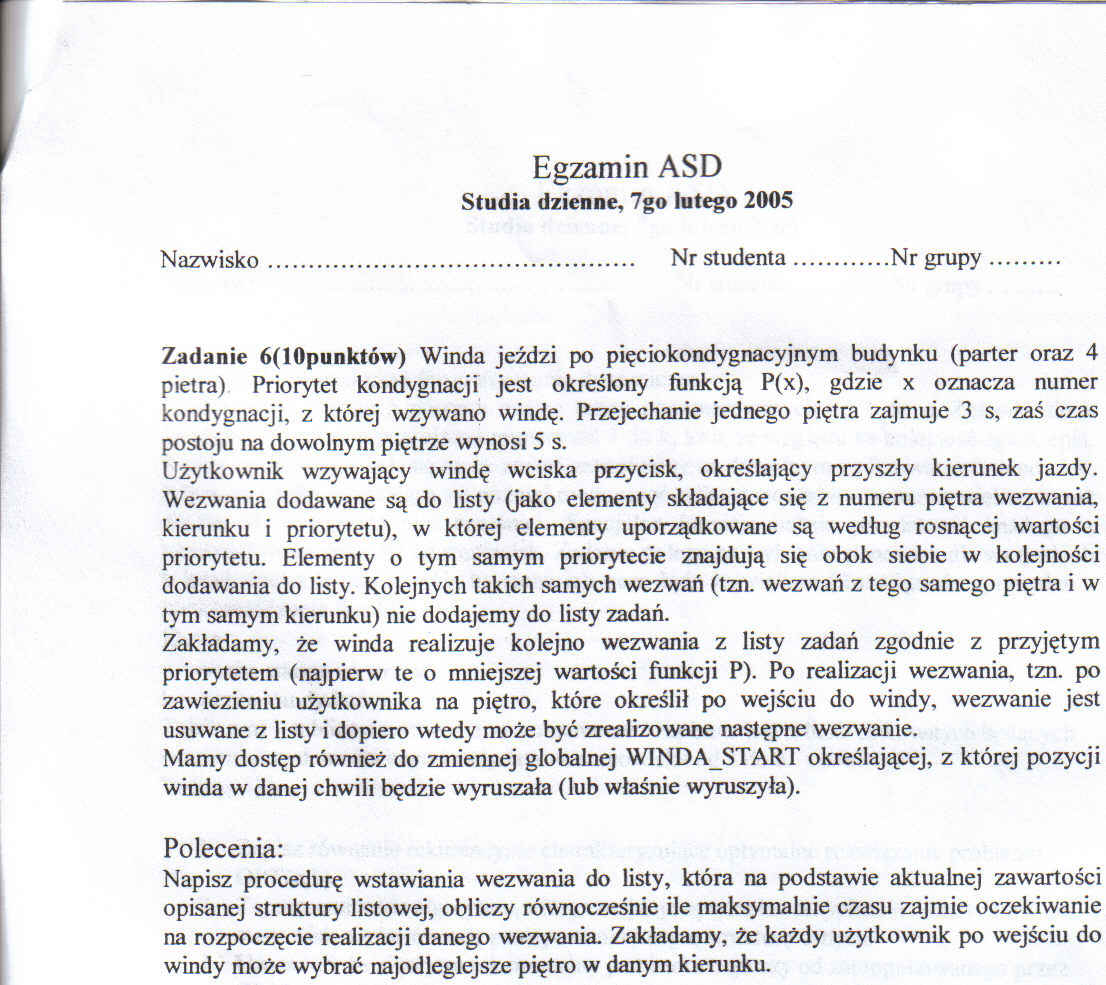 Egzamin ASD
Studia dzienne, 7go lutego 2005
Nazwisko ............................................ Nr studenta ............Nr grupy .........
Zadanie 6(10punktów) Winda jeździ po pięciokondygnacyjnym budynku (parter oraz 4
pietra). Priorytet kondygnacji jest określony funkcją P(x), gdzie x oznacza numer
kondygnacji, z której wzywano windę. Przejechanie jednego piętra zajmuje 3 s, zaś czas
postoju na dowolnym piętrze wynosi 5 s.
Użytkownik wzywający windę wciska przycisk, określający przyszły kierunek jazdy.
Wezwania dodawane są do listy (jako elementy składające się z numeru piętra wezwania,
kierunku i priorytetu), w której elementy uporządkowane są według rosnącej wartości
priorytetu. Elementy o tym samym priorytecie znajdują się obok siebie w kolejności
dodawania do listy. Kolejnych takich samych wezwań (tzn. wezwań z tego samego piętra i w
tym samym kierunku) nie dodajemy do listy zadań.
Zakładamy, że winda realizuje kolejno wezwania z listy zadań zgodnie z przyjętym
priorytetem (najpierw te o mniejszej wartości funkcji P). Po realizacji wezwania, tzn. po
zawiezieniu użytkownika na piętro, które określił po wejściu do windy, wezwanie jest
usuwane z listy i dopiero wtedy może być zrealizowane następne wezwanie.
Mamy dostęp również do zmiennej globalnej WINDA_START określającej, z której pozycji
winda w danej chwili będzie wyruszała (lub właśnie wyruszyła).
Polecenia:
Napisz procedurę wstawiania wezwania do listy, która na podstawie aktualnej zawartości
opisanej struktury listowej, obliczy równocześnie ile maksymalnie czasu zajmie oczekiwanie
na rozpoczęcie realizacji danego wezwania. Zakładamy, że każdy użytkownik po wejściu do
windy może wybrać najodleglejsze piętro w danym kierunku.